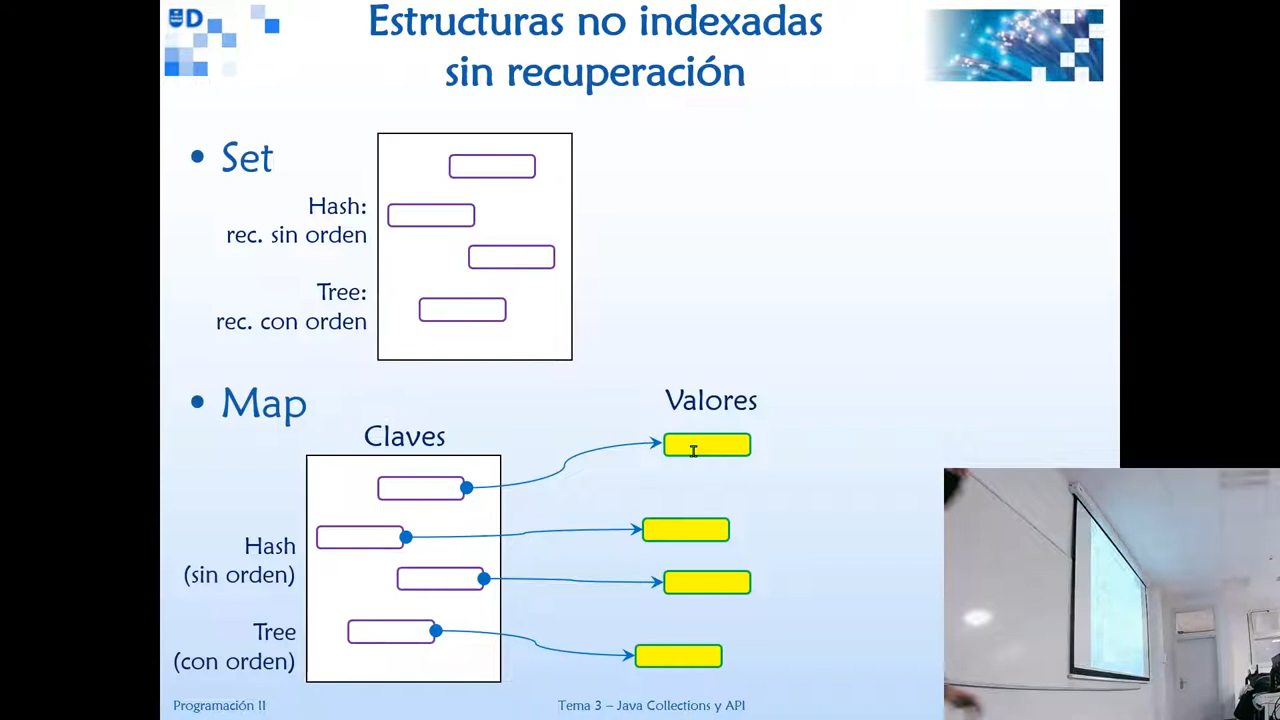 Estructuras no indexadas
sin recuperación
• Set
Hash:
rec. sin orden
Tree:
rec. con orden
• Map
Claves
Valores
Hash
(sin orden)
Tree
(con orden)
Programación II
Tema 3 – Java Collections y API